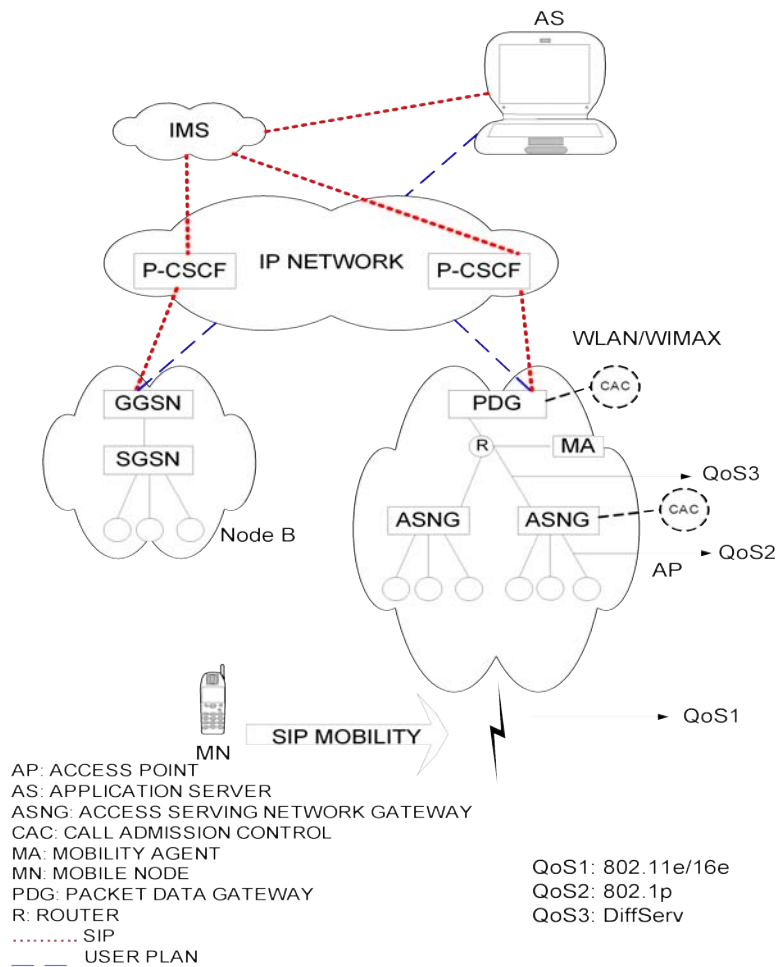 AS
IMS
IP NETWORK
P-CSCF
P-CSCF
WLAN/WIMAX
GGSN
PDG
CAC
SGSN
R
MA
QoS3
ASNG
ASNG
CAC
Node B
QoS2
AP
QoS1
SIP MOBILITY
MN
AP: ACCESS POINT
AS: APPLICATION SERVER
ASNG: ACCESS SERVING NETWORK GATEWAY
CAC: CALL ADMISSION CONTROL
MA: MOBILITY AGENT
MN: MOBILE NODE
PDG: PACKET DATA GATEWAY
R: ROUTER
SIP
USER PLAN
QoS1: 802.11e/16e
QoS2: 802.1p
QoS3: DiffServ